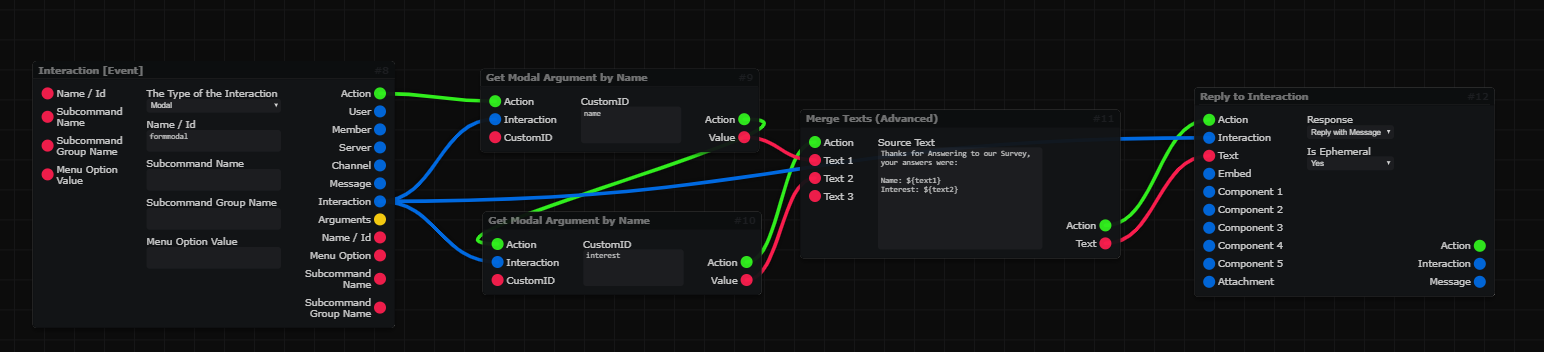 Interaction [Event] #8
Name / Id
Subcommand
Name
Subcommand
Group Name
Menu Option
Value
The Type of the Interaction
Modal
Name / Id
formmodal
Subcommand Name
Subcommand Group Name
Menu Option Value
Action
User
Member
Server
Channel
Message
Interaction
Arguments
Name / Id
Menu Option
Subcommand
Name
Subcommand
Group Name
Get Modal Argument by Name #9
Action
Interaction
CustomID
CustomID
name
Action
Value
Get Modal Argument by Name #10
Action
Interaction
CustomID
CustomID
interest
Action
Value
Merge Texts (Advanced) #11
Action
Text 1
Text 2
Text 3
Source Text
Thanks for Answering to our Survey,
your answers were:
Name: ${text1}
Interest: ${text2}
Action
Text
Reply to Interaction #12
Action
Interaction
Text
Embed
Component 1
Component 2
Component 3
Component 4
Component 5
Attachment
Response
Reply with Message
Is Ephemeral
Yes
Action
Interaction
Message